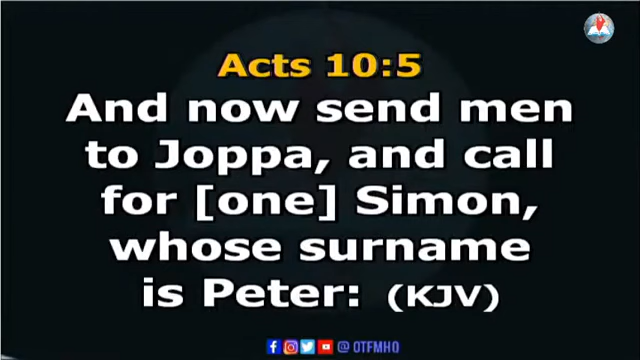 Acts 10:5
And now send men
to Joppa, and call
for [one] Simon,
whose surname
is Peter: (KJV)
@ OTFMHQ